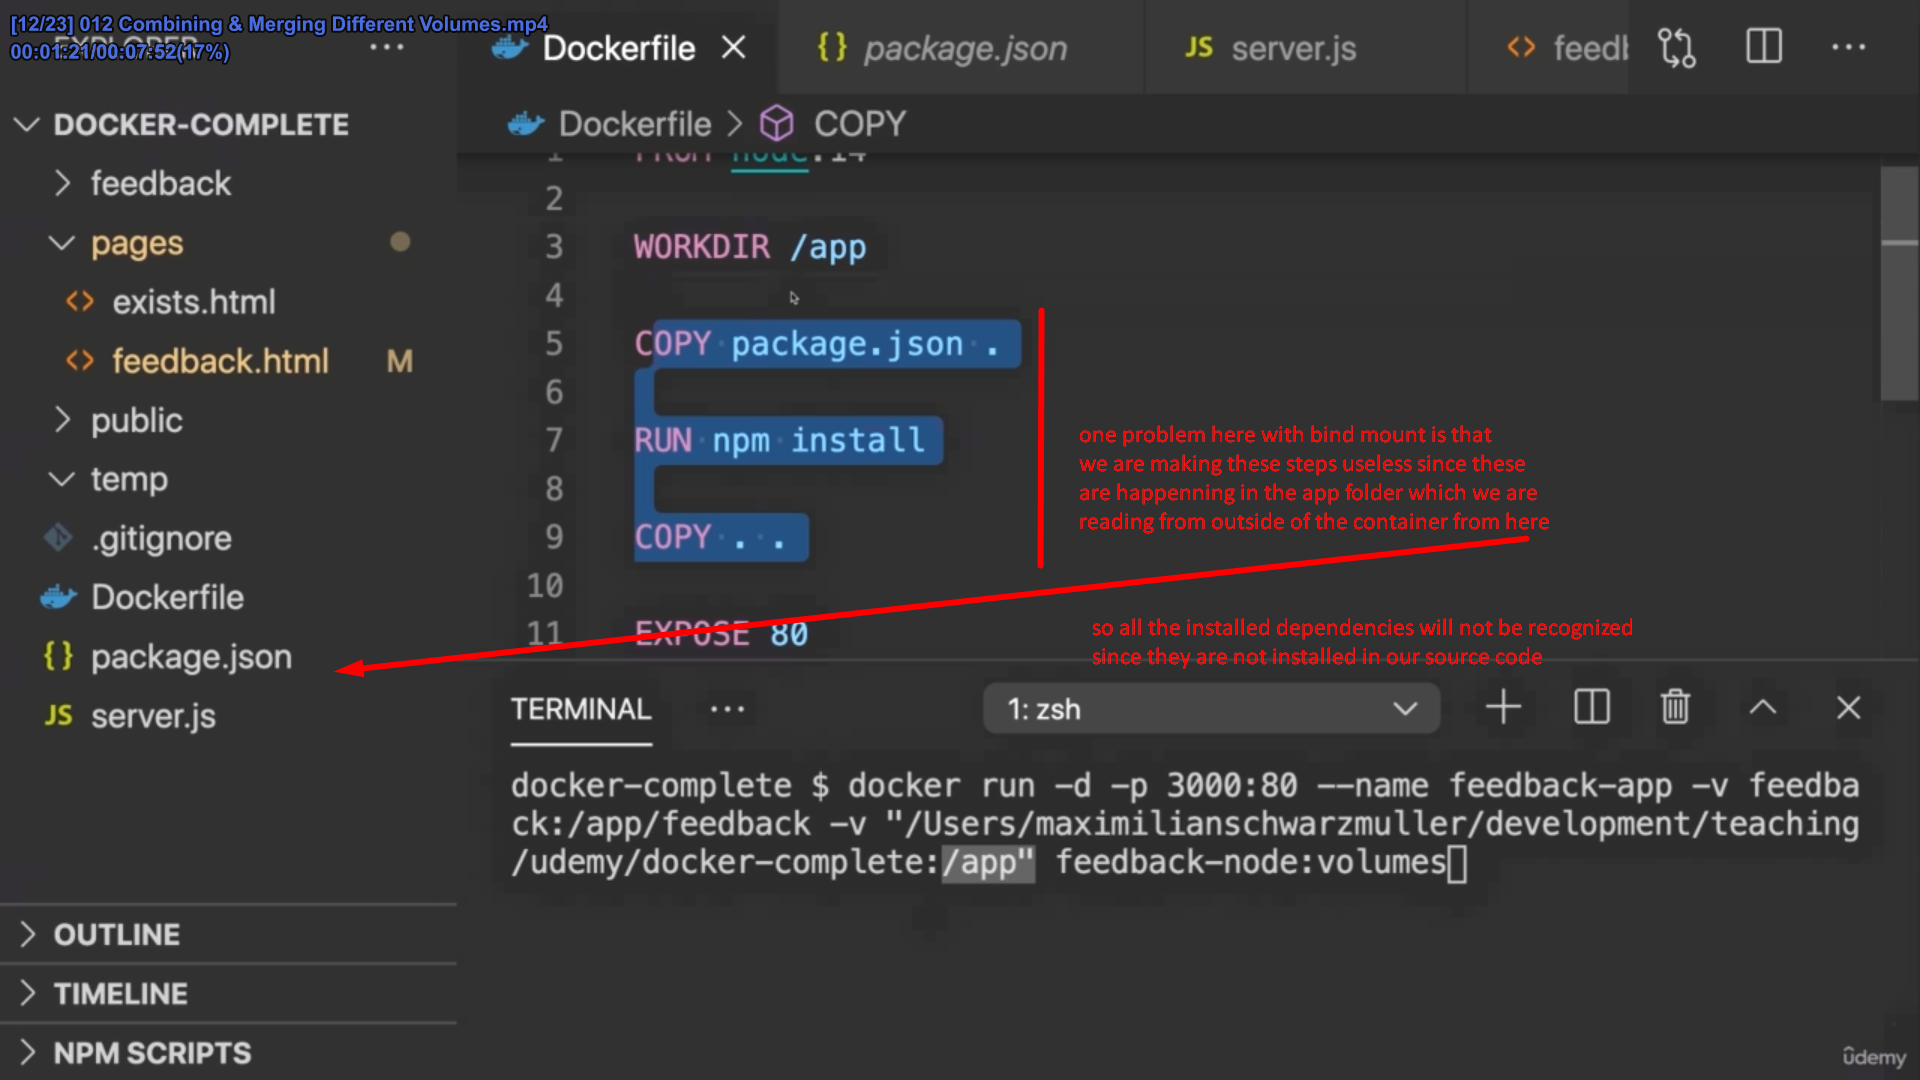 [12/23] 012 Combining & Merging Different Volumes.mp4
00:01:21/00:07:52(17%)
EXPLORER
Dockerfile
package.json
JS server.js
feedb
Dockerfile > COPY
DOCKER-COMPLETE
feedback
pages
exists.html
feedback.html M
public
temp
.gitignore
Dockerfile
{ } package.json
JS server.js
OUTLINE
TIMELINE
NPM SCRIPTS
1 FROM node:14
2
3 WORKDIR /app
4
5 COPY package.json .
6
7 RUN npm install
8
9 COPY . .
10
11 EXPOSE 80
one problem here with bind mount is that
we are making these steps useless since these
are happenning in the app folder which we are
reading from outside of the container from here
so all the installed dependencies will not be recognized
since they are not installed in our source code
TERMINAL
1: zsh
docker-complete $ docker run -d -p 3000:80 --name feedback-app -v feedba
ck:/app/feedback -v "/Users/maximilianschwarzmuller/development/teaching
/udemy/docker-complete:/app" feedback-node:volumes
ûdemy